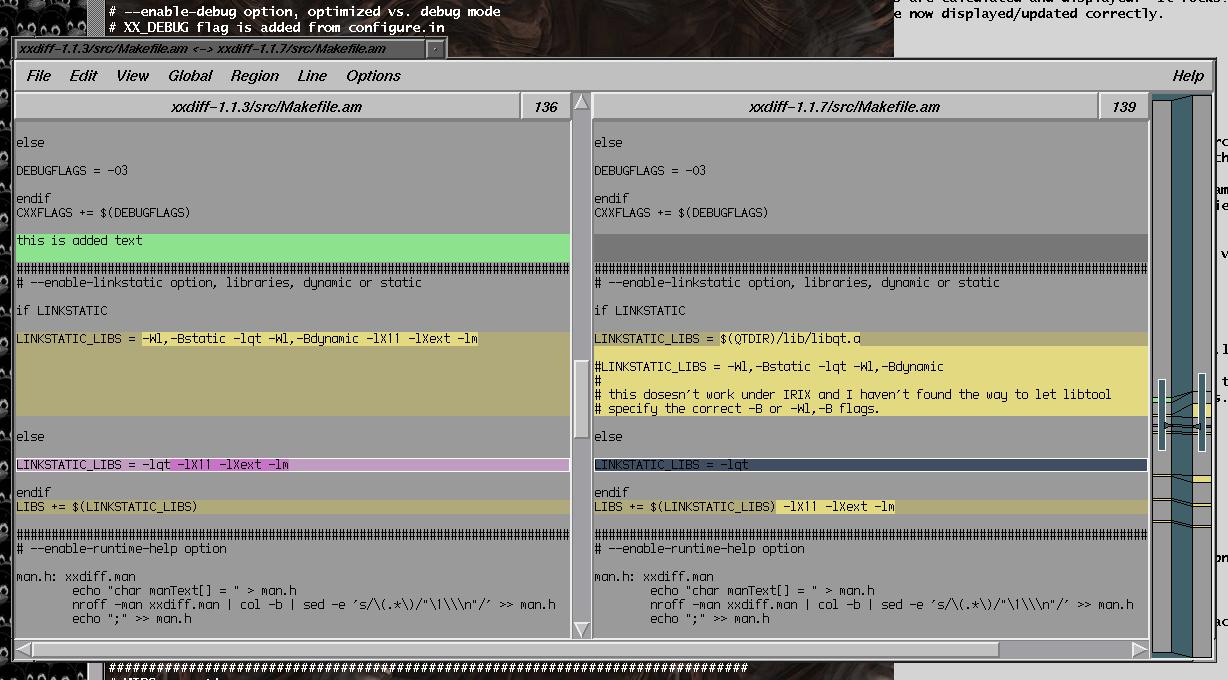 # --enable-debug option, optimized vs. debug mode
# XX_DEBUG flag is added from configure.in
e now displayed/updated correctly.
xxdiff-1.1.3/src/Makefile.am <-> xxdiff-1.1.7/src/Makefile.am
File Edit View Global Region Line Options Help
xxdiff-1.1.3/src/Makefile.am 136
else
DEBUGFLAGS = -O3
endif
CXXFLAGS += $(DEBUGFLAGS)
this is added text
###############################################################################
# --enable-linkstatic option, libraries, dynamic or static
if LINKSTATIC
LINKSTATIC_LIBS = -Wl,-Bstatic -lqt -Wl,-Bdynamic -lX11 -lXext -lm
else
LINKSTATIC_LIBS = -lqt -lX11 -lXext -lm
endif
LIBS += $(LINKSTATIC_LIBS)
###############################################################################
# --enable-runtime-help option
man.h: xxdiff.man
echo "char manText[] = " > man.h
nroff -man xxdiff.man | col -b | sed -e 's/\(.*\)/"\1\\\n"/' >> man.h
echo ";" >> man.h
xxdiff-1.1.7/src/Makefile.am 139
else
DEBUGFLAGS = -O3
endif
CXXFLAGS += $(DEBUGFLAGS)
###############################################################################
# --enable-linkstatic option, libraries, dynamic or static
if LINKSTATIC
LINKSTATIC_LIBS = $(QTDIR)/lib/libqt.a
#LINKSTATIC_LIBS = -Wl,-Bstatic -lqt -Wl,-Bdynamic
#
# this dosesn't work under IRIX and I haven't found the way to let libtool
# specify the correct -B or -Wl,-B flags.
else
LINKSTATIC_LIBS = -lqt
endif
LIBS += $(LINKSTATIC_LIBS) -lX11 -lXext -lm
###############################################################################
# --enable-runtime-help option
man.h: xxdiff.man
echo "char manText[] = " > man.h
nroff -man xxdiff.man | col -b | sed -e 's/\(.*\)/"\1\\\n"/' >> man.h
echo ";" >> man.h
###############################################################################